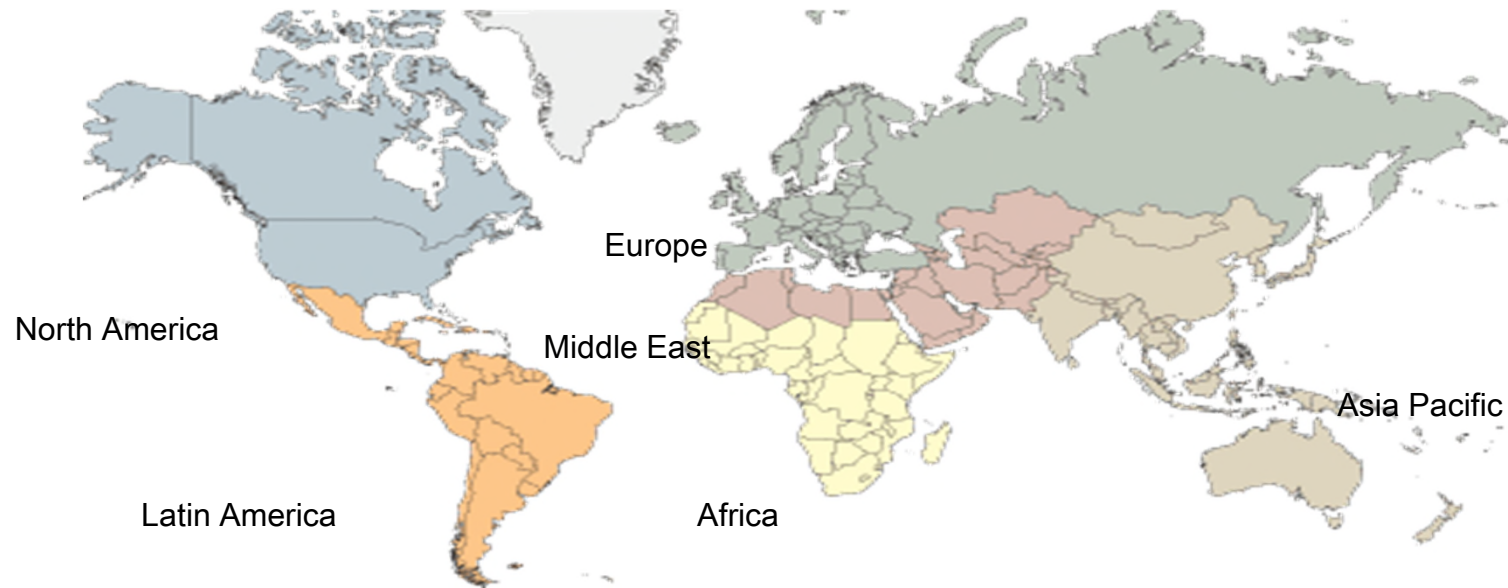 Europe
North America
Middle East
Asia Pacific
Latin America
Africa